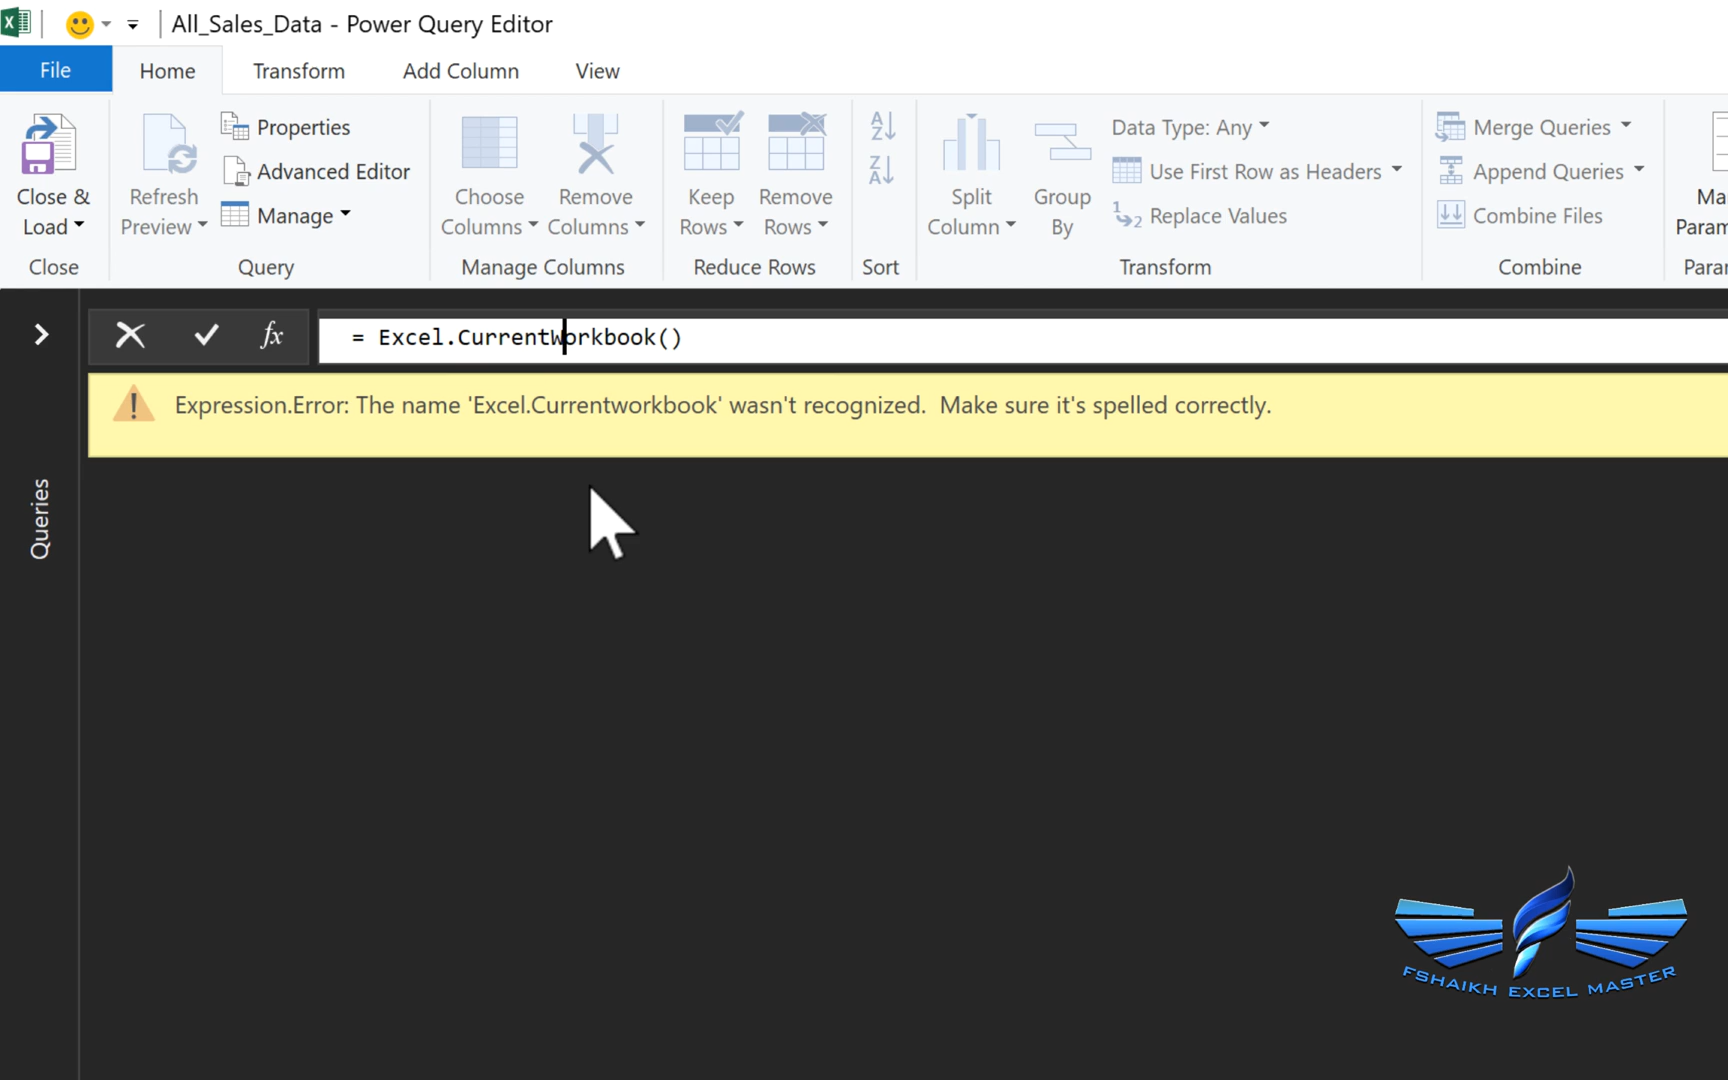 All_Sales_Data - Power Query Editor
File Home Transform Add Column View
Close & Load
Refresh Preview
Properties
Advanced Editor
Manage
Choose Columns
Remove Columns
Keep Rows
Remove Rows
A Z
Z A
Split Column
Group By
Data Type: Any
Use First Row as Headers
1 2 Replace Values
Merge Queries
Append Queries
Combine Files
Close Query Manage Columns Reduce Rows Sort Transform Combine
fx = Excel.CurrentWorkbook()
Expression.Error: The name 'Excel.Currentworkbook' wasn't recognized. Make sure it's spelled correctly.
Queries
FSHAIKH EXCEL MASTER